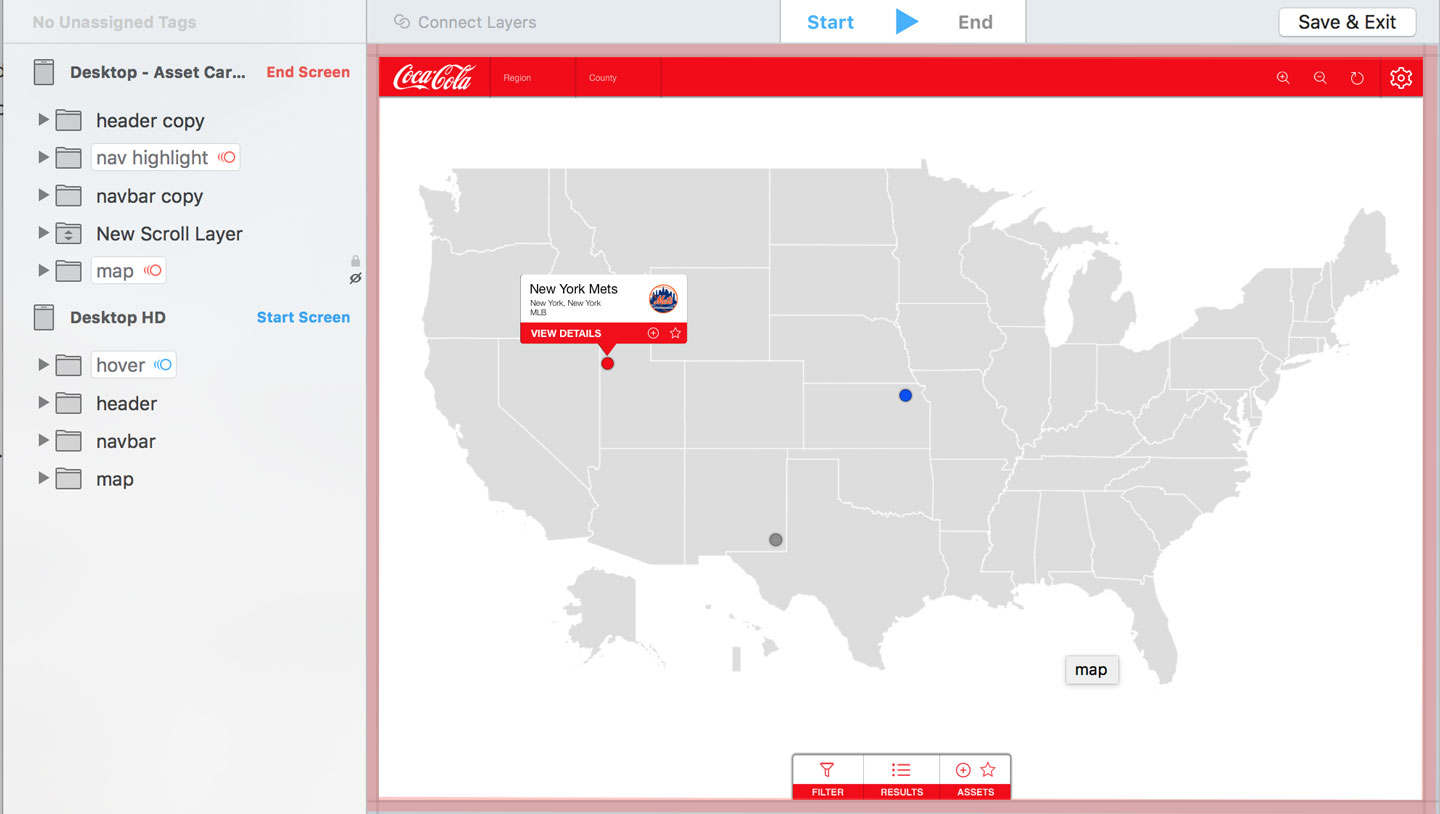 No Unassigned Tags
Connect Layers
Start
End
Save & Exit
Desktop - Asset Car...
End Screen
header copy
nav highlight
navbar copy
New Scroll Layer
map
Desktop HD
Start Screen
hover
header
navbar
map
Coca-Cola
Region
County
New York Mets
New York, New York
MLB
Mets
VIEW DETAILS
map
FILTER
RESULTS
ASSETS